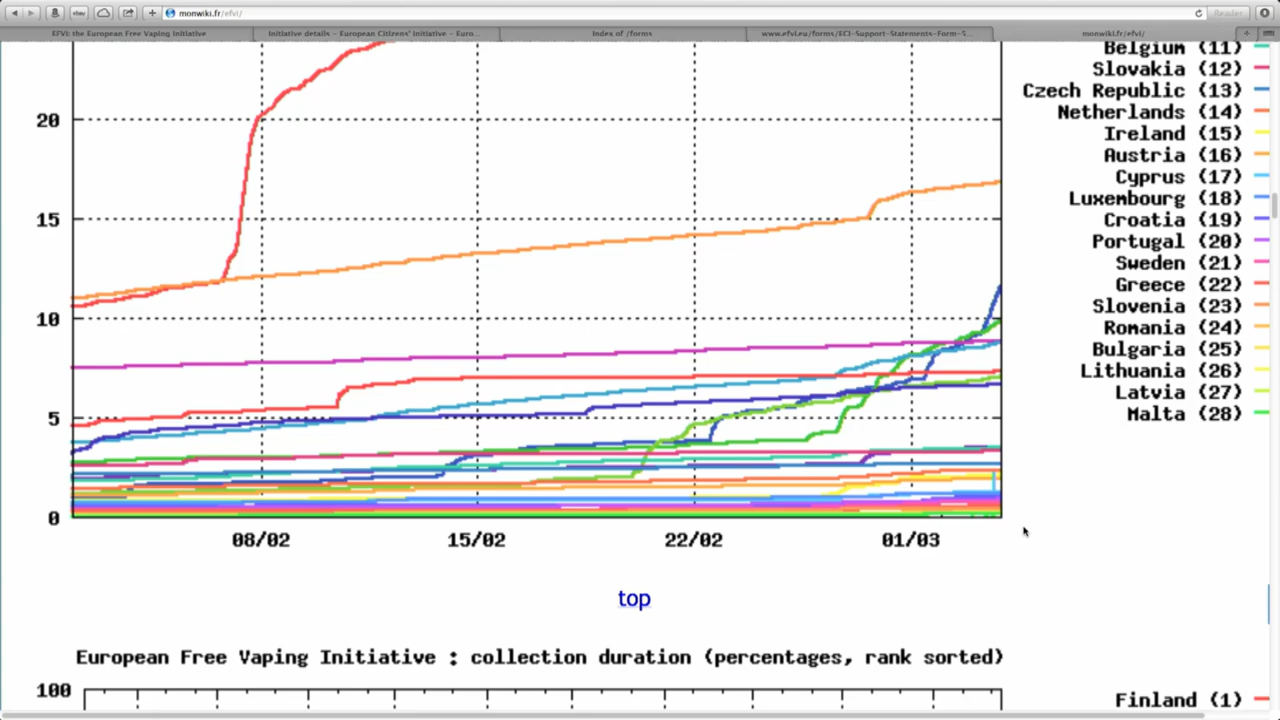 monwiki.fr/efvi/
Reader
EFVI: the European Free Vaping Initiative
Initiative details – European Citizens' Initiative – Euro...
Index of /forms
www.efvi.eu/forms/ECI-Support-Statements-Form-S...
monwiki.fr/efvi/
Belgium (11)
Slovakia (12)
Czech Republic (13)
Netherlands (14)
Ireland (15)
Austria (16)
Cyprus (17)
Luxembourg (18)
Croatia (19)
Portugal (20)
Sweden (21)
Greece (22)
Slovenia (23)
Romania (24)
Bulgaria (25)
Lithuania (26)
Latvia (27)
Malta (28)
20
15
10
5
0
08/02 15/02 22/02 01/03
top
European Free Vaping Initiative : collection duration (percentages, rank sorted)
100
Finland (1)